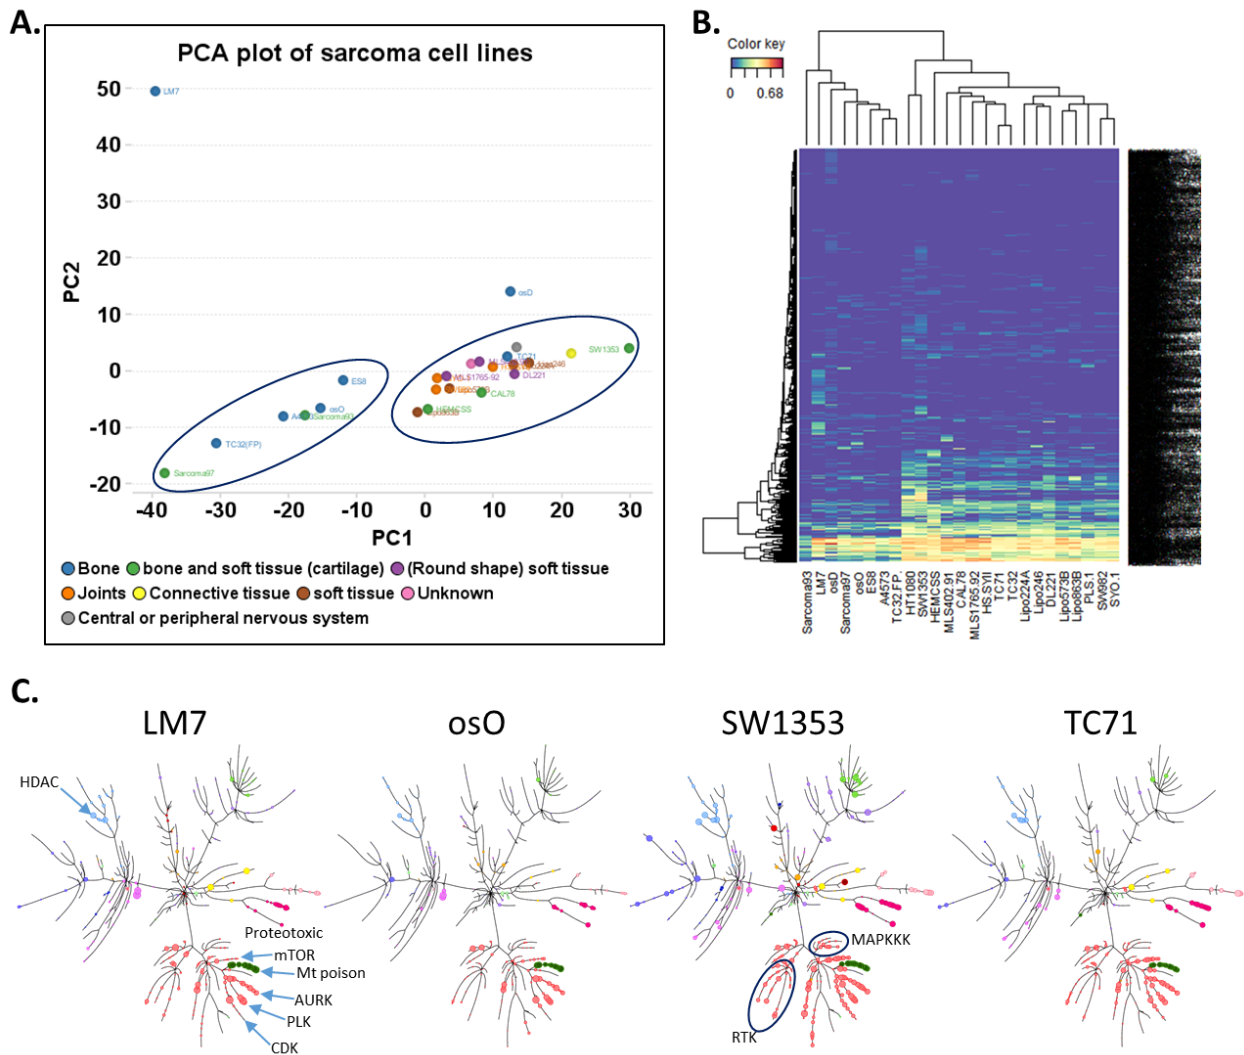 A.
PCA plot of sarcoma cell lines
50
40
30
20
10
0
-10
-20
PC2
-40
-30
-20
-10
0
10
20
30
PC1
LM7
osD
SW1353
TC71
DL221
MLS1765-92
CAL78
HEMCSS
ES8
osO
Sarcoma93
TC32(FP)
Sarcoma97
Bone
bone and soft tissue (cartilage)
(Round shape) soft tissue
Joints
Connective tissue
soft tissue
Unknown
Central or peripheral nervous system
B.
Color key
0 0.68
Sarcoma93
LM7
osD
Sarcoma97
osO
ES8
A4573
TC32.FP.
HT1080
SW1353
HEMCSS
MLS402.91
CAL78
MLS1765.92
HS.SYII
TC71
TC32
Lipo224A
Lipo246
DL221
Lipo573B
Lipo863B
PLS.1
SW982
SYO.1
C.
LM7
osO
SW1353
TC71
HDAC
Proteotoxic
mTOR
Mt poison
AURK
PLK
CDK
MAPKKK
RTK